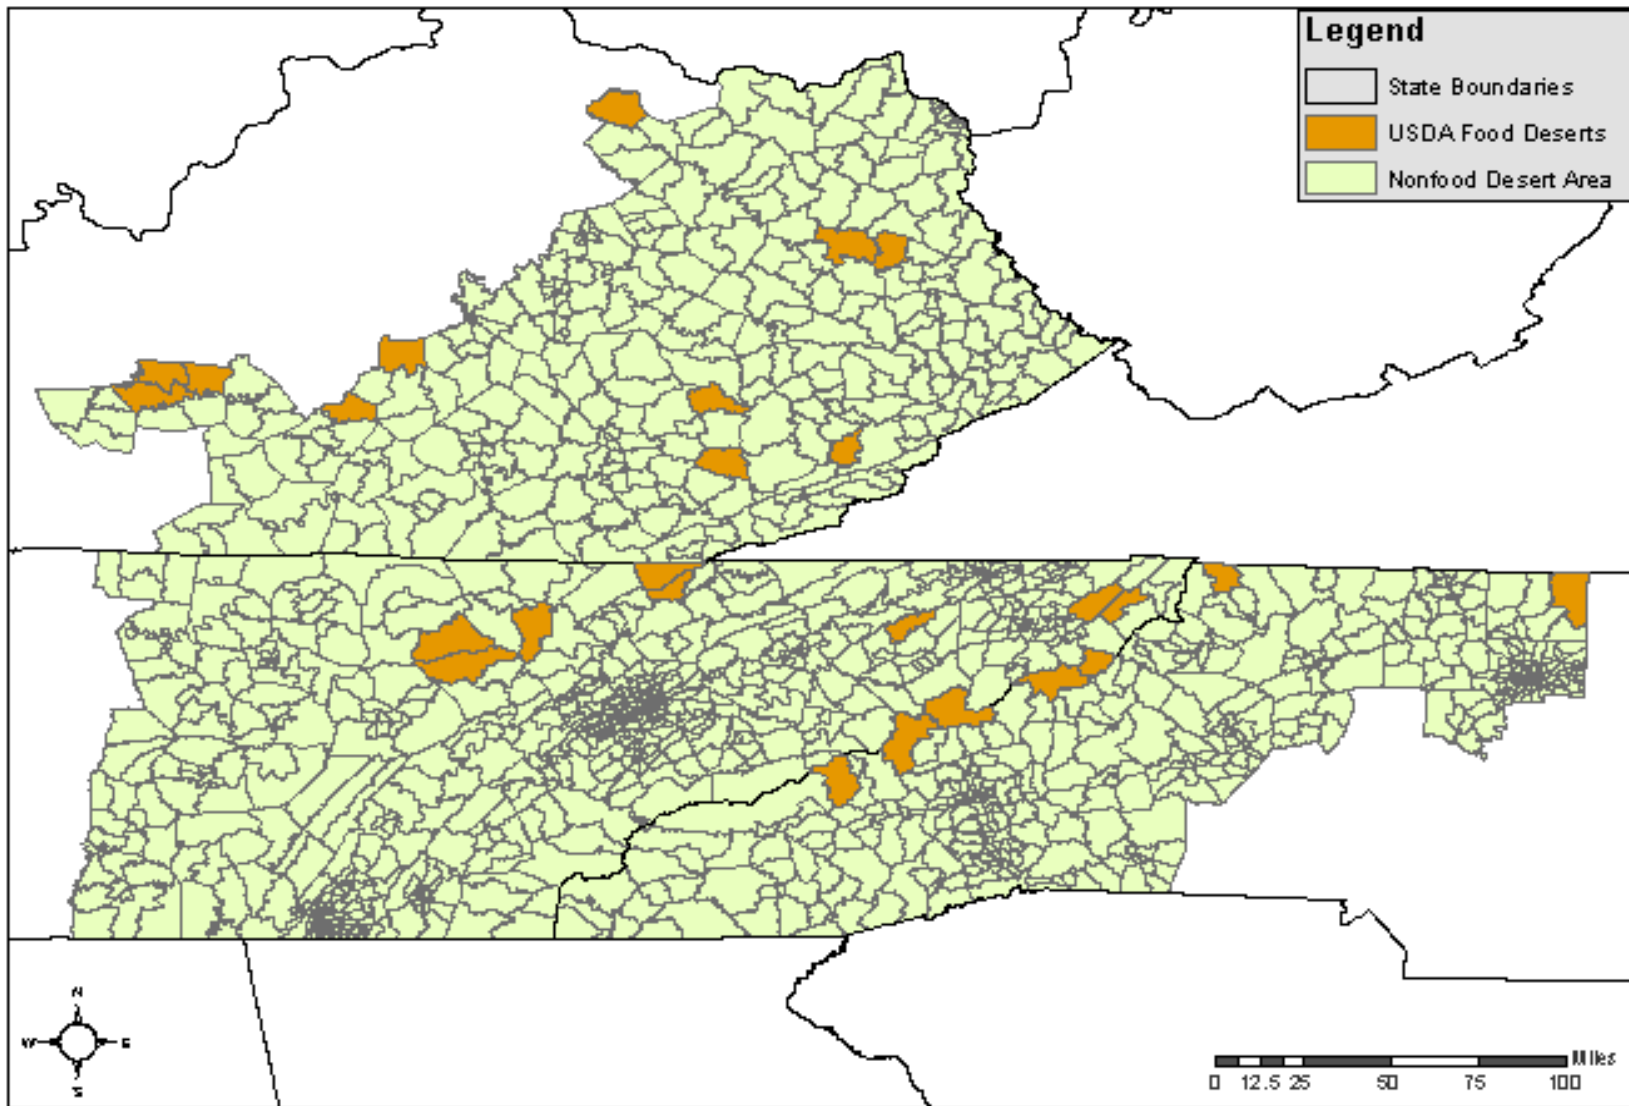 Legend
State Boundaries
USDA Food Deserts
Nonfood Desert Area
N
W E
S
Miles
0 12.5 25 50 75 100